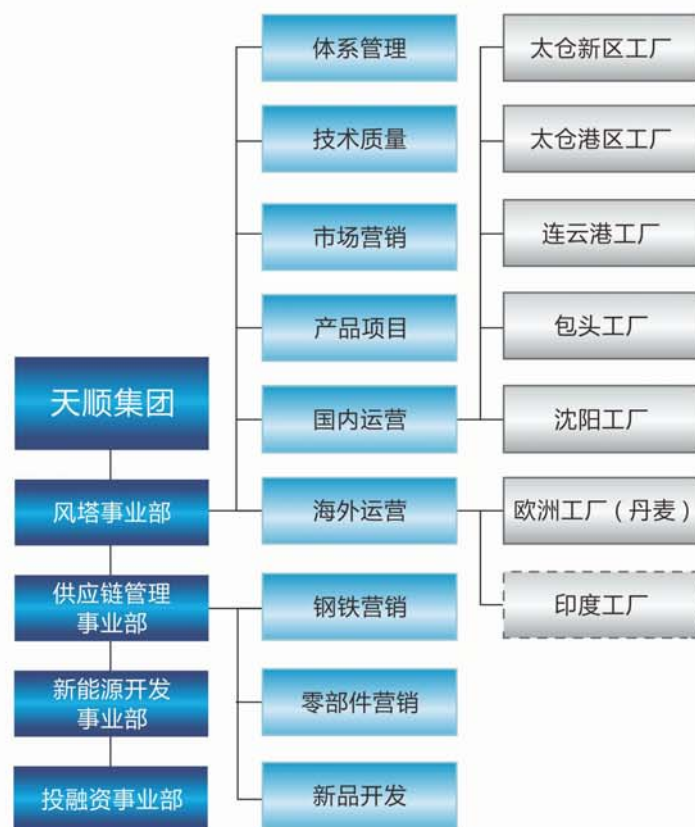 体系管理
太仓新区工厂
技术质量
太仓港区工厂
市场营销
连云港工厂
产品项目
包头工厂
天顺集团
国内运营
沈阳工厂
风塔事业部
海外运营
欧洲工厂（丹麦）
供应链管理
事业部
钢铁营销
印度工厂
新能源开发
事业部
零部件营销
投融资事业部
新品开发